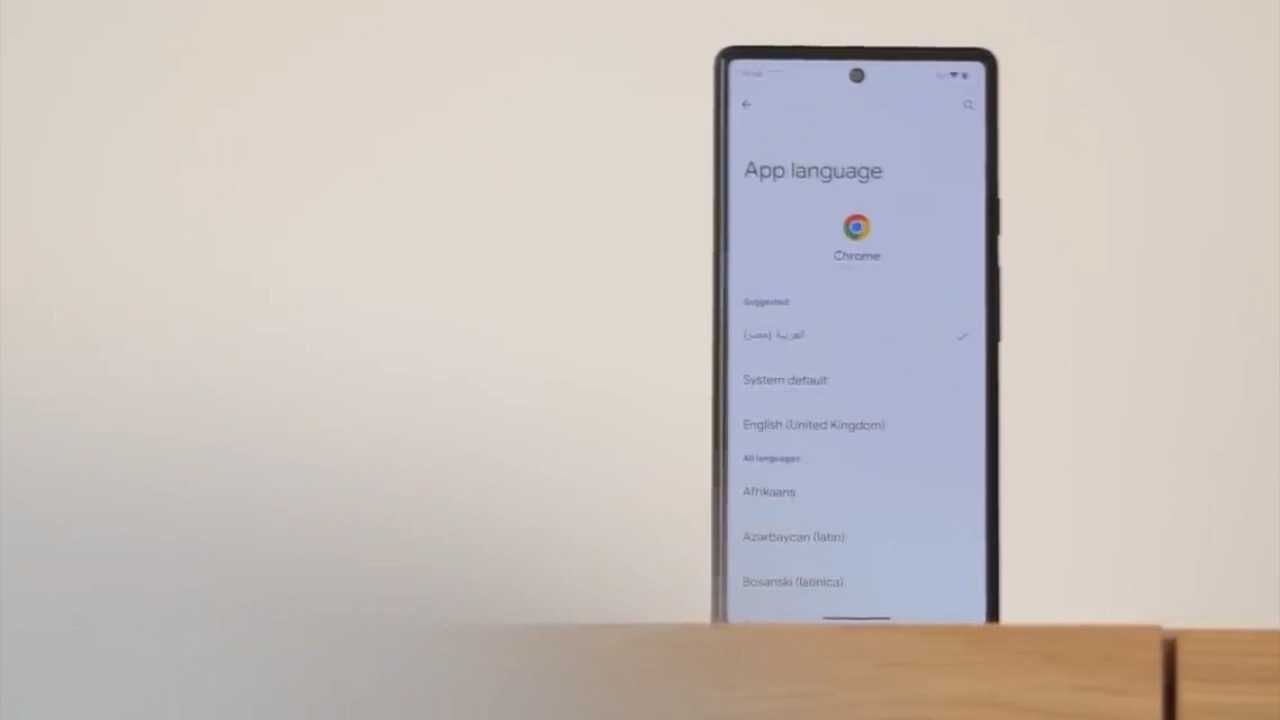 App language
Chrome
Suggested
العربية (مصر)
System default
English (United Kingdom)
All languages
Afrikaans
Azərbaycan (latın)
Bosanski (latinica)